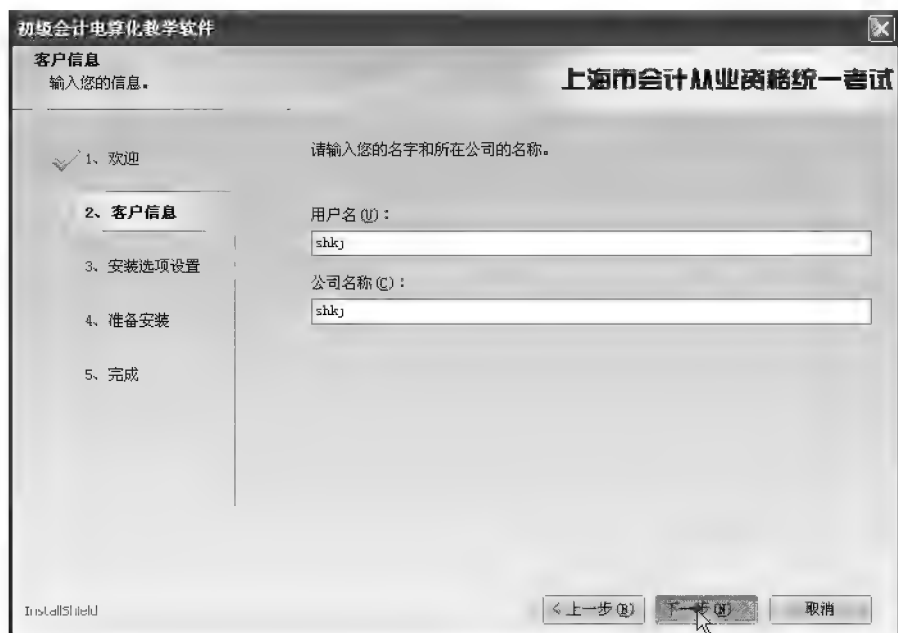 初级会计电算化教学软件
客户信息
输入您的信息。
上海市会计从业资格统一考试
1、欢迎
2、客户信息
3、安装选项设置
4、准备安装
5、完成
请输入您的名字和所在公司的名称。
用户名(U)：
shkj
公司名称(C)：
shkj
InstallShield
<上一步(B)
下一步(N)>
取消